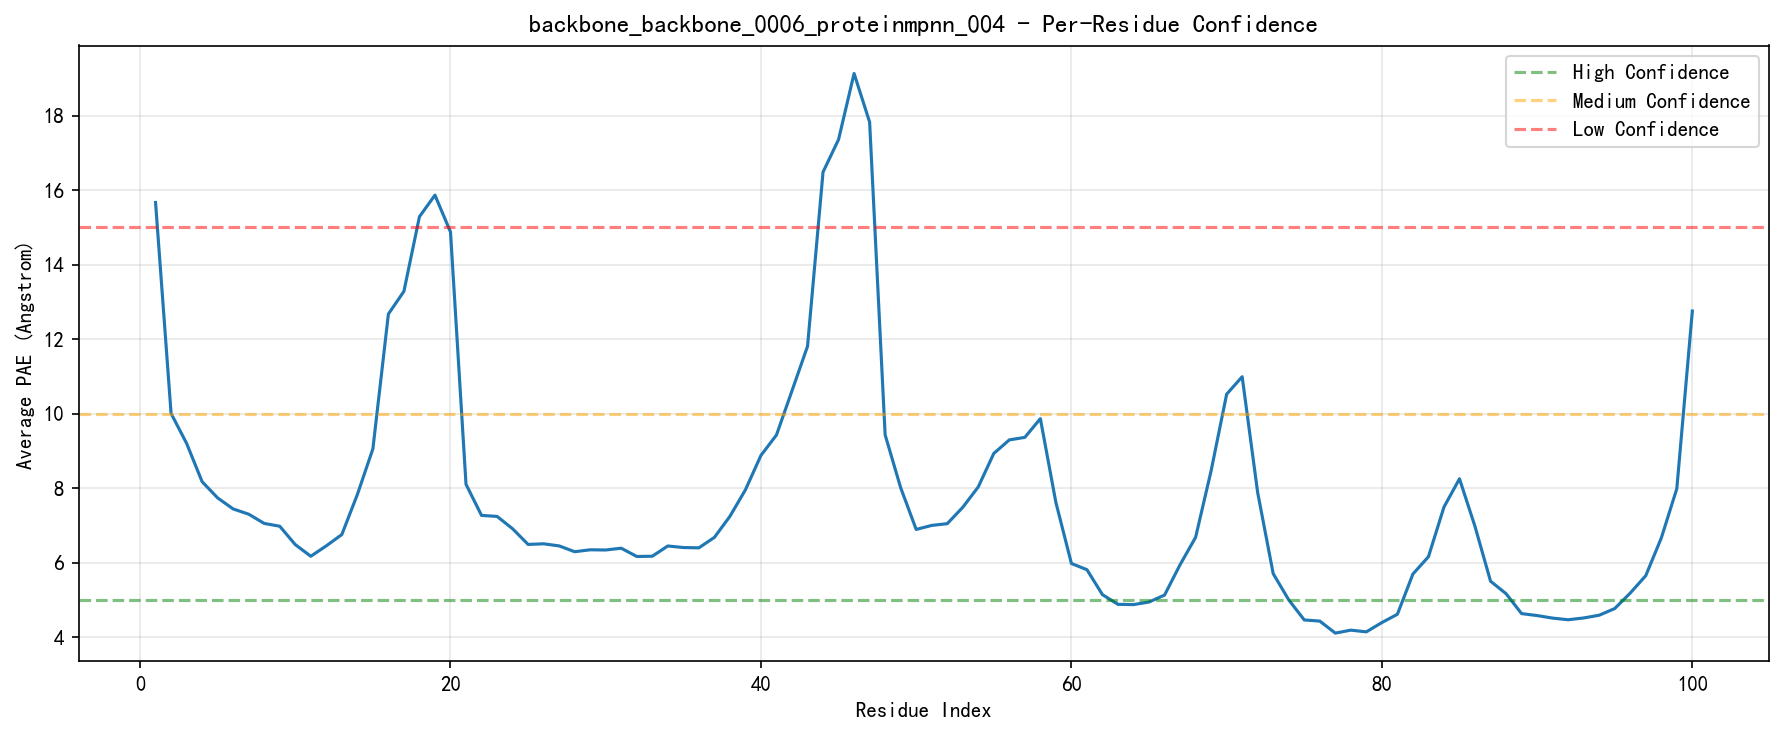 backbone_backbone_0006_proteinmpnn_004 - Per-Residue Confidence
High Confidence
Medium Confidence
Low Confidence
Average PAE (Angstrom)
18
16
14
12
10
8
6
4
0
20
40
60
80
100
Residue Index